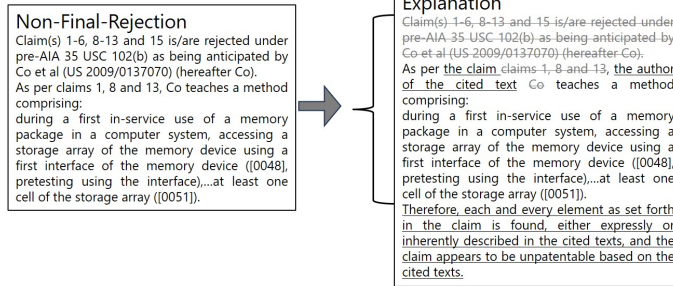 Non-Final-Rejection
Claim(s) 1-6, 8-13 and 15 is/are rejected under
pre-AIA 35 USC 102(b) as being anticipated by
Co et al (US 2009/0137070) (hereafter Co).
As per claims 1, 8 and 13, Co teaches a method
comprising:
during a first in-service use of a memory
package in a computer system, accessing a
storage array of the memory device using a
first interface of the memory device ([0048],
pretesting using the interface),...at least one
cell of the storage array ([0051]).
Explanation
Claim(s) 1-6, 8-13 and 15 is/are rejected under
pre-AIA 35 USC 102(b) as being anticipated by
Co et al (US 2009/0137070) (hereafter Co).
As per the claim claims 1, 8 and 13, the author
of the cited text Co teaches a method
comprising:
during a first in-service use of a memory
package in a computer system, accessing a
storage array of the memory device using a
first interface of the memory device ([0048],
pretesting using the interface),...at least one
cell of the storage array ([0051]).
Therefore, each and every element as set forth
in the claim is found, either expressly or
inherently described in the cited texts, and the
claim appears to be unpatentable based on the
cited texts.